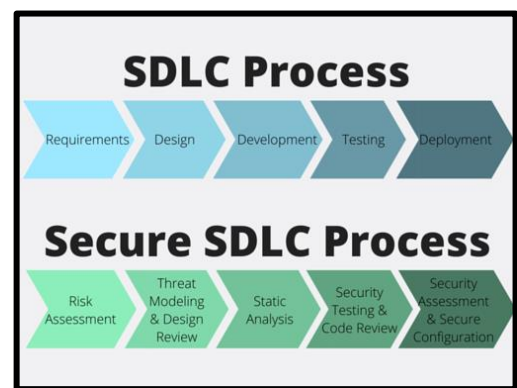 SDLC Process
Requirements
Design
Development
Testing
Deployment
Secure SDLC Process
Risk
Assessment
Threat
Modeling
& Design
Review
Static
Analysis
Security
Testing &
Code Review
Security
Assessment
& Secure
Configuration